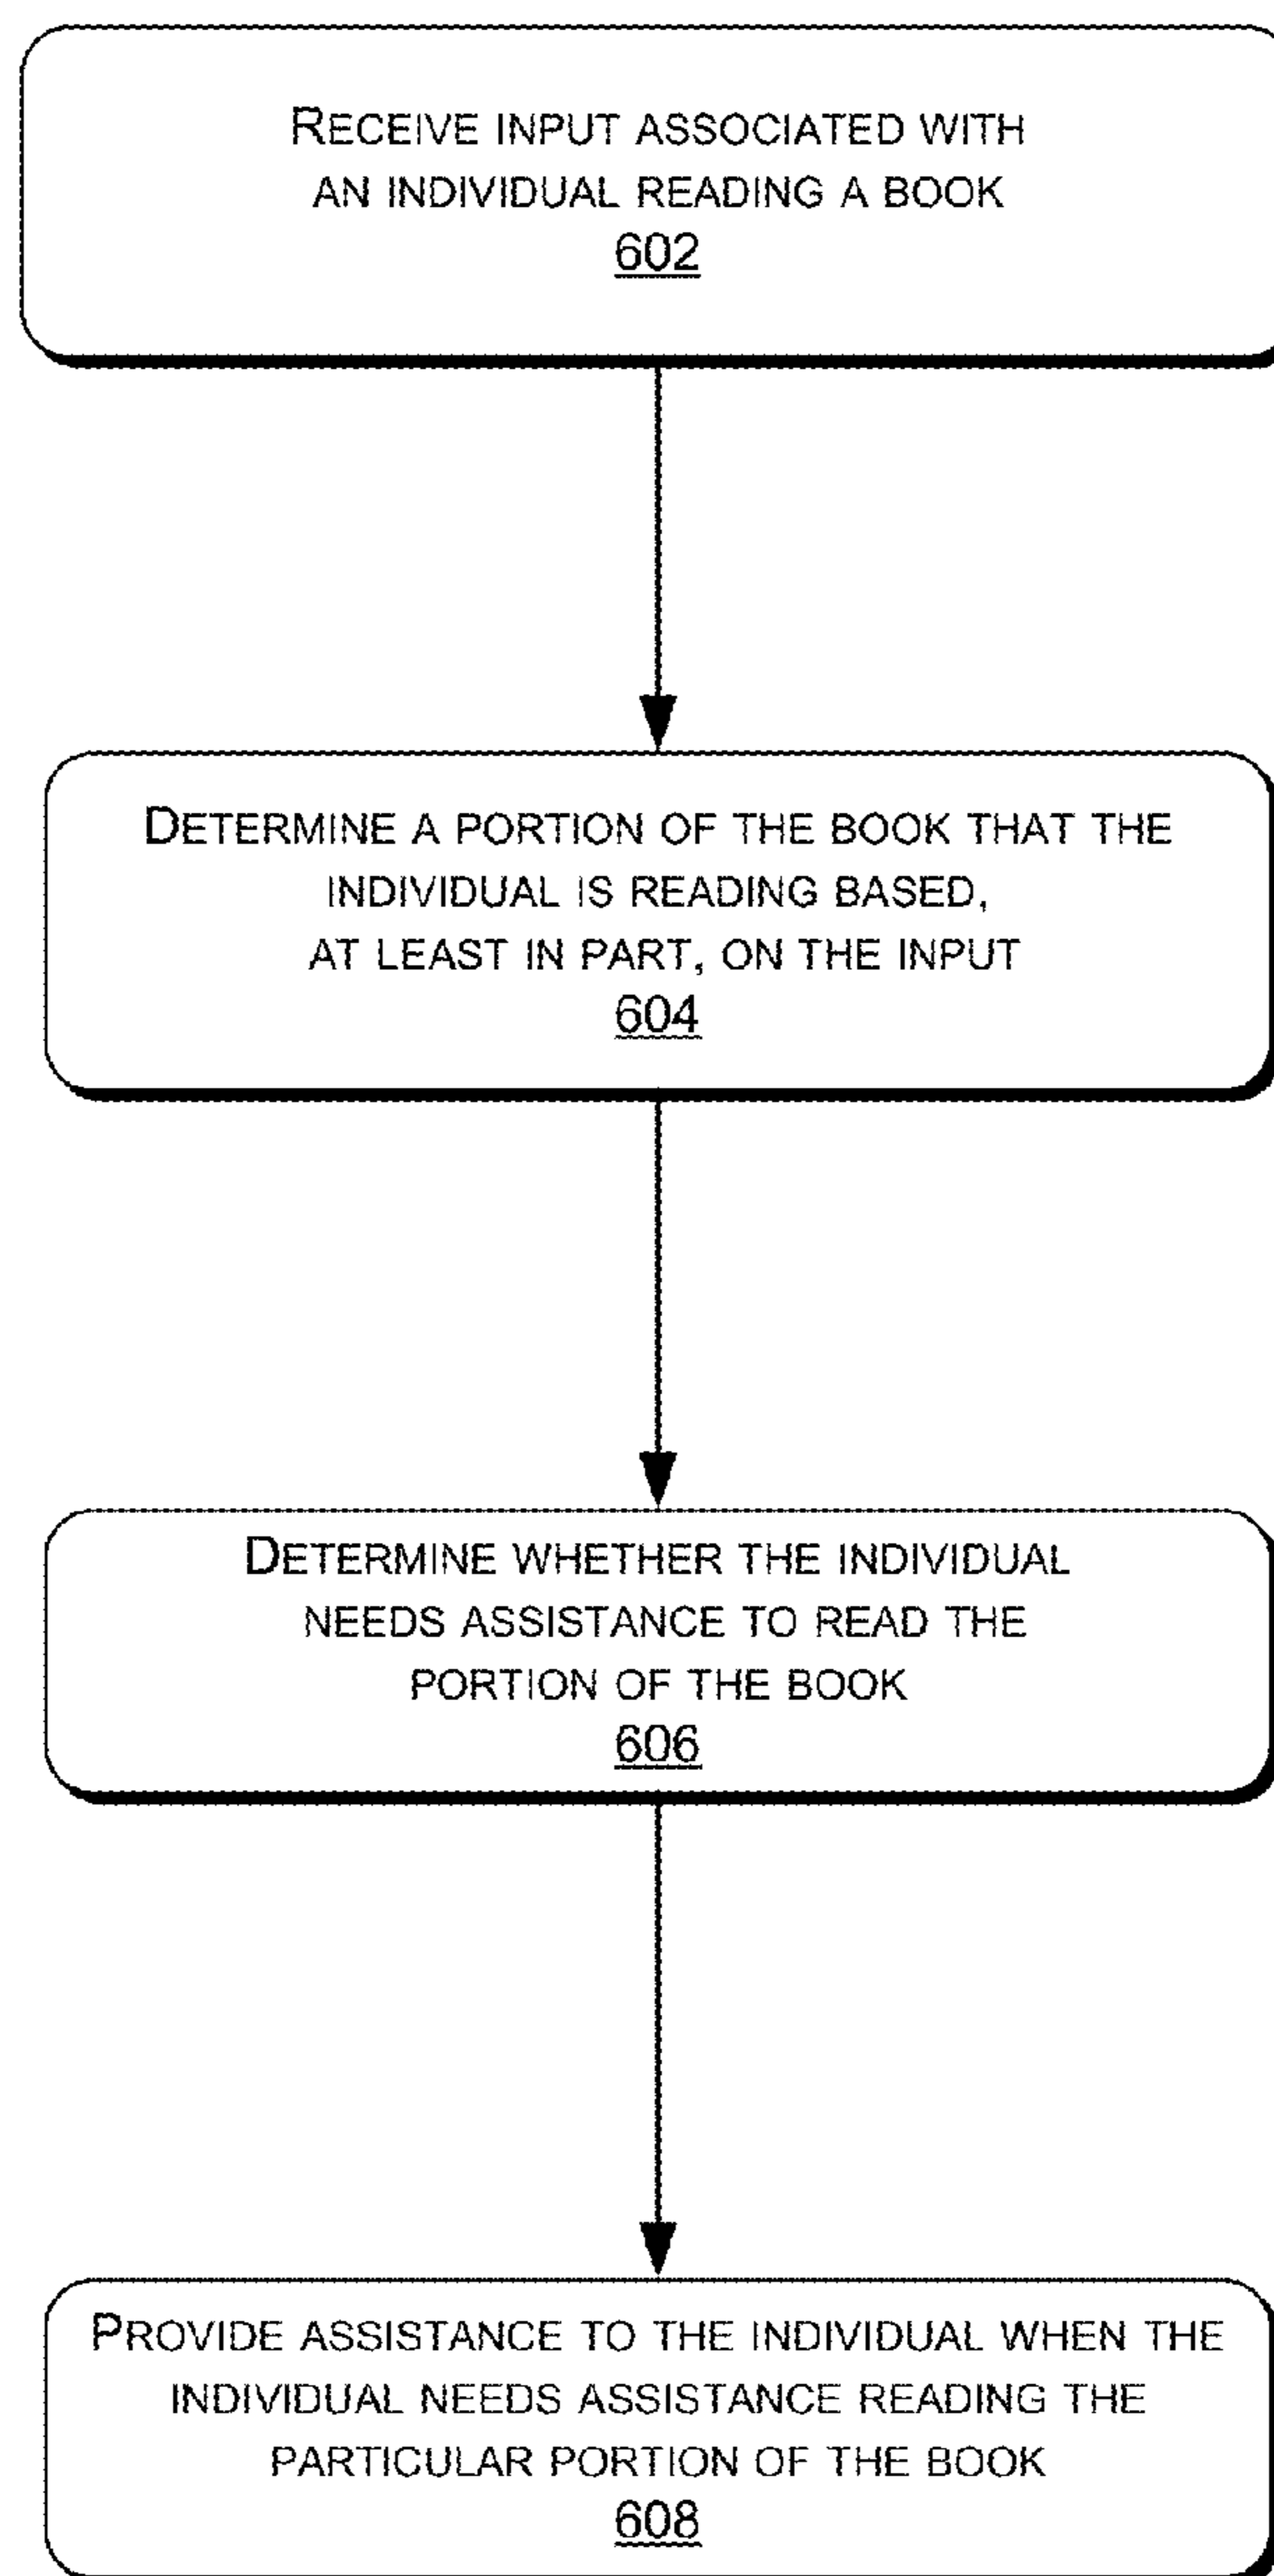 RECEIVE INPUT ASSOCIATED WITH
AN INDIVIDUAL READING A BOOK
602
DETERMINE A PORTION OF THE BOOK THAT THE
INDIVIDUAL IS READING BASED,
AT LEAST IN PART, ON THE INPUT
604
DETERMINE WHETHER THE INDIVIDUAL
NEEDS ASSISTANCE TO READ THE
PORTION OF THE BOOK
606
PROVIDE ASSISTANCE TO THE INDIVIDUAL WHEN THE
INDIVIDUAL NEEDS ASSISTANCE READING THE
PARTICULAR PORTION OF THE BOOK
608